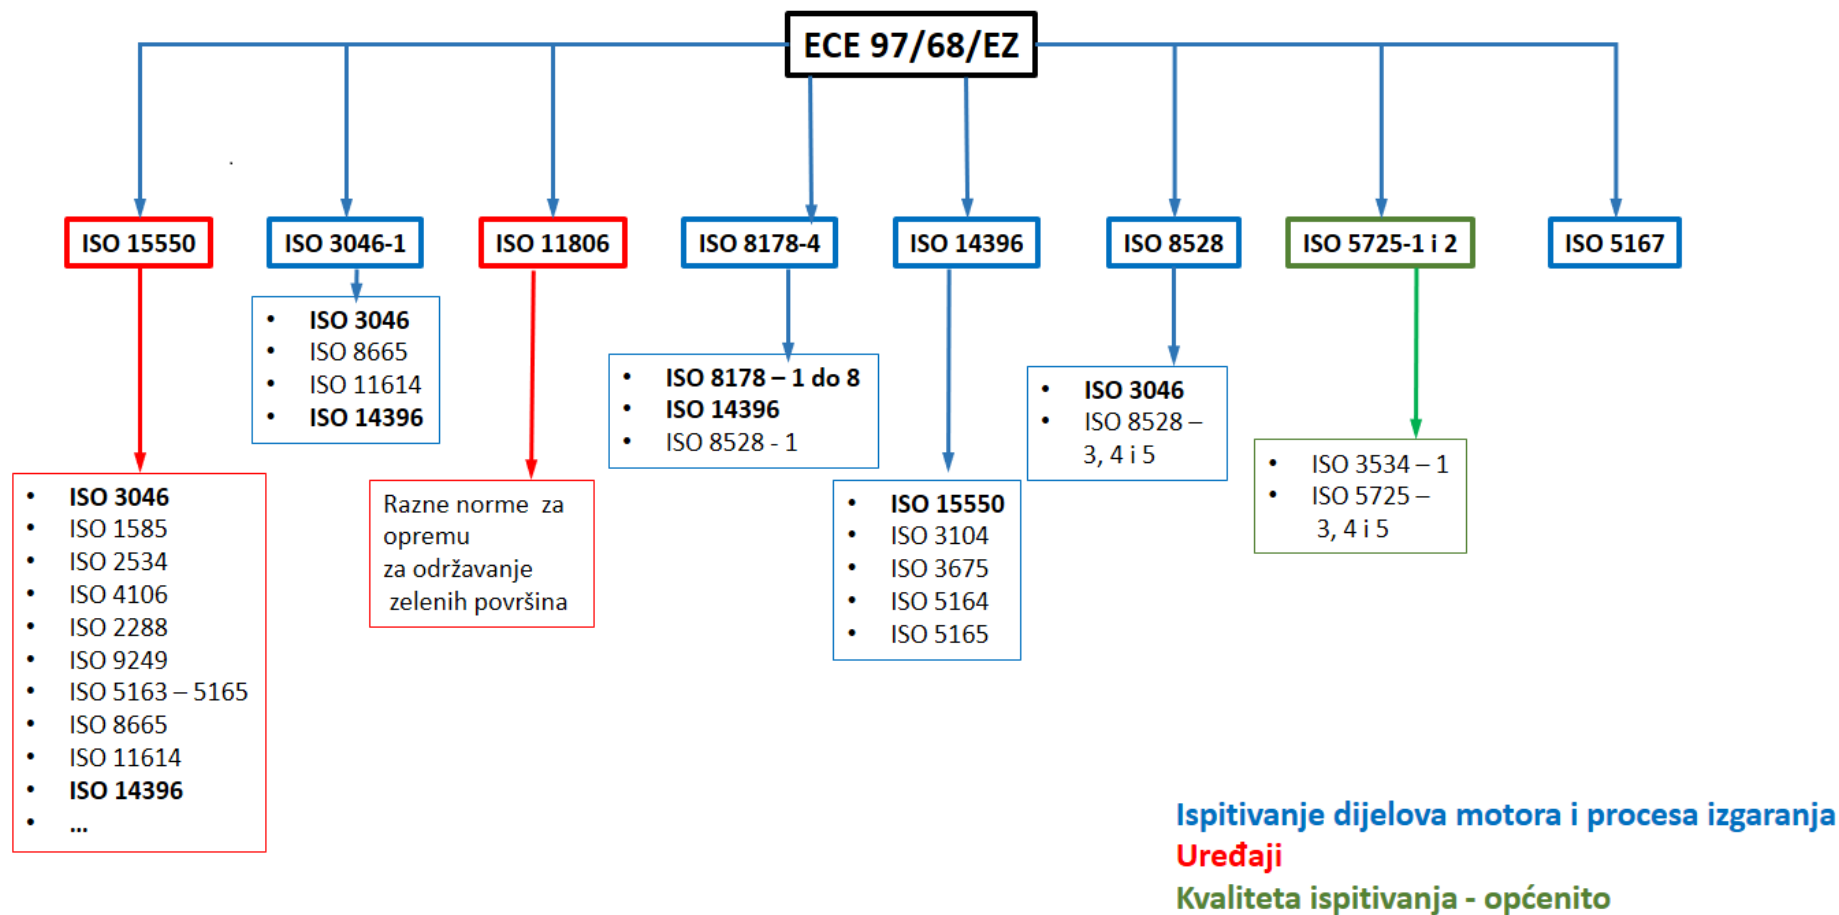 ECE 97/68/EZ
ISO 15550
ISO 3046-1
ISO 11806
ISO 8178-4
ISO 14396
ISO 8528
ISO 5725-1 i 2
ISO 5167
• ISO 3046
• ISO 1585
• ISO 2534
• ISO 4106
• ISO 2288
• ISO 9249
• ISO 5163 – 5165
• ISO 8665
• ISO 11614
• ISO 14396
• ...
• ISO 3046
• ISO 8665
• ISO 11614
• ISO 14396
Razne norme za
opremu
za održavanje
zelenih površina
• ISO 8178 – 1 do 8
• ISO 14396
• ISO 8528 - 1
• ISO 15550
• ISO 3104
• ISO 3675
• ISO 5164
• ISO 5165
• ISO 3046
• ISO 8528 –
3, 4 i 5
• ISO 3534 – 1
• ISO 5725 –
3, 4 i 5
Ispitivanje dijelova motora i procesa izgaranja
Uređaji
Kvaliteta ispitivanja - općenito